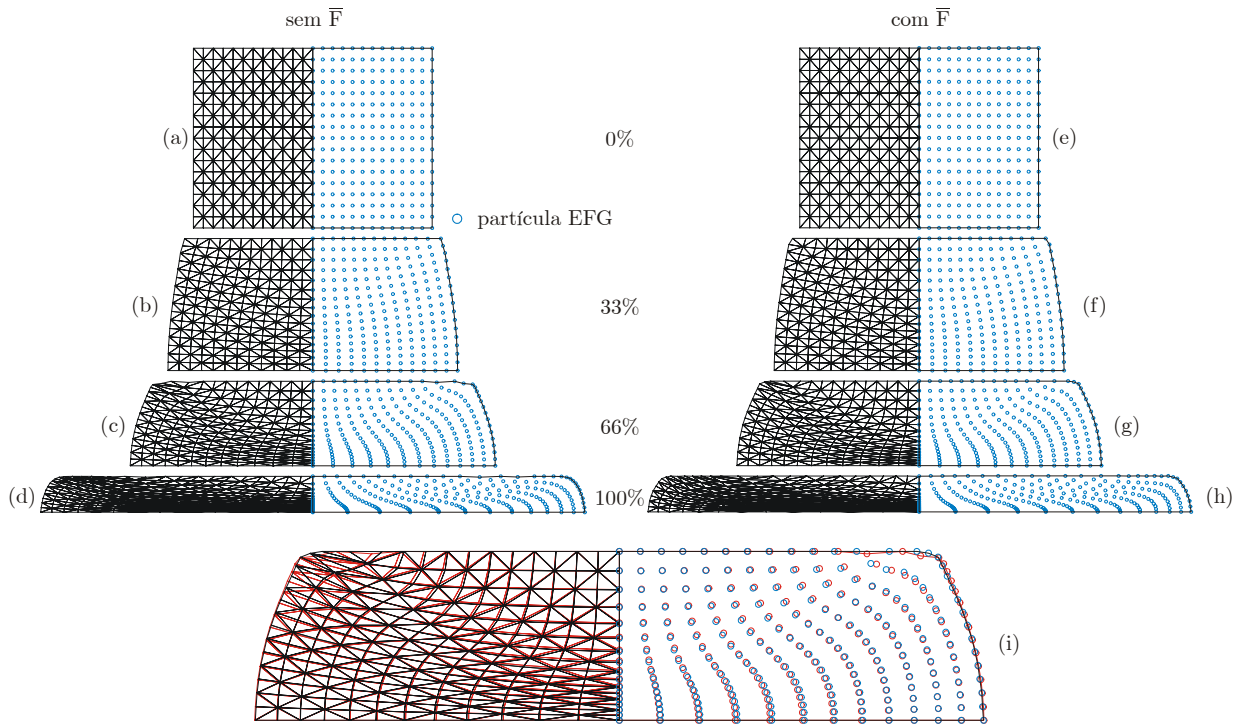 sem F̅
com F̅
(a)
0%
(e)
partícula EFG
(b)
33%
(f)
(c)
66%
(g)
(d)
100%
(h)
(i)